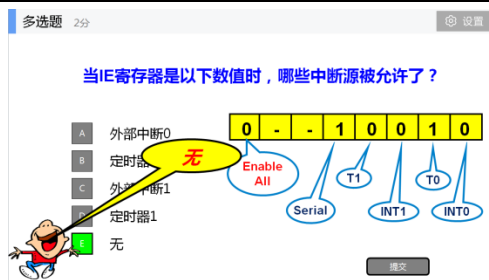 多选题 2分
设置
当IE寄存器是以下数值时，哪些中断源被允许了？
A 外部中断0
0 - - 1 0 0 1 0
B 定时器
无
Enable
All
T1
T0
C 外部中断1
Serial
INT1
INT0
定时器1
E 无
提交